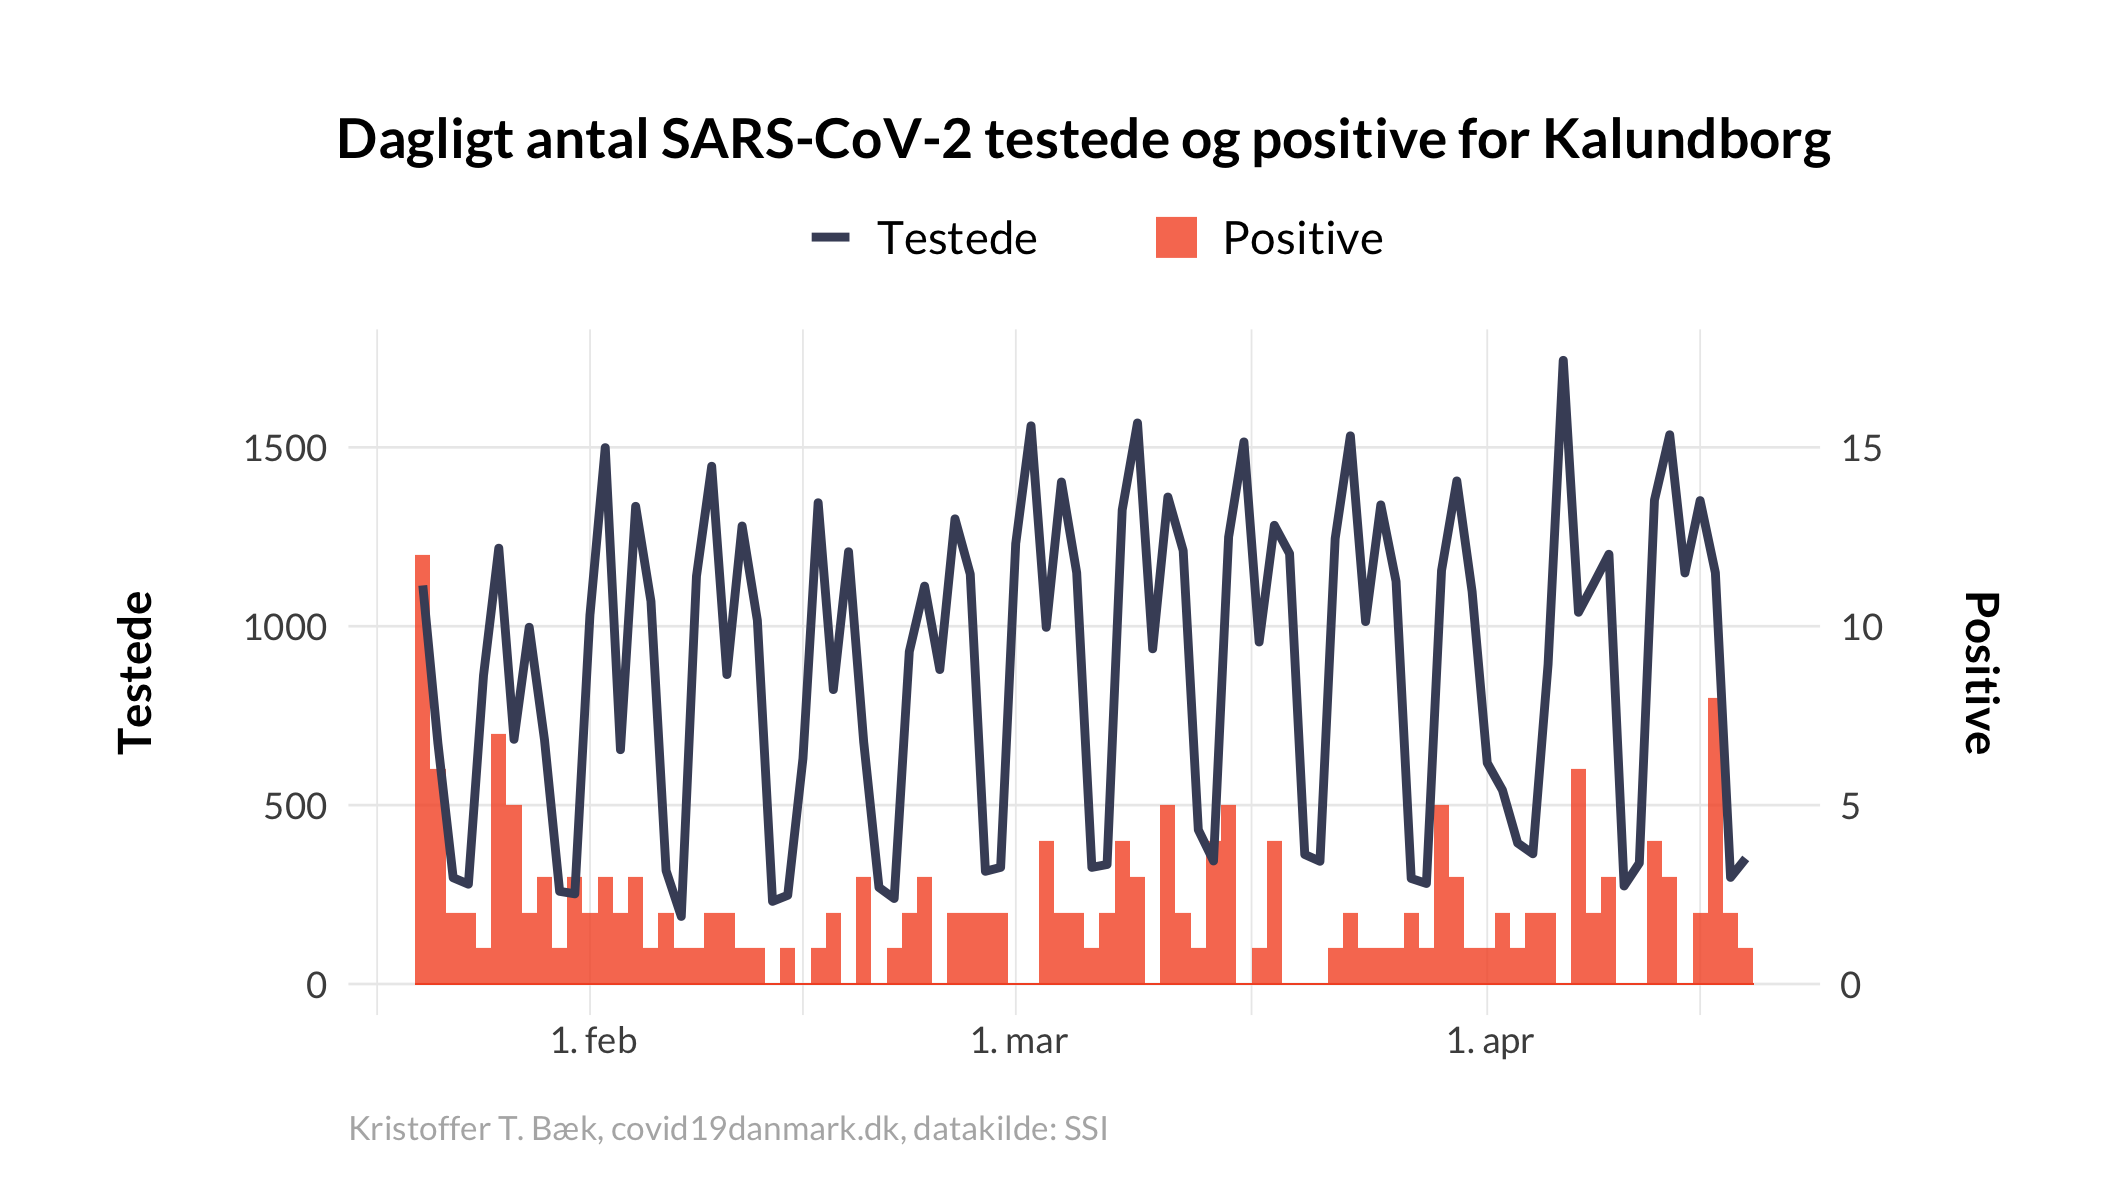 Dagligt antal SARS-CoV-2 testede og positive for Kalundborg
Testede Positive
1500 15
1000 10
Testede Positive
500 5
0 0
1. feb 1. mar 1. apr
Kristoffer T. Bæk, covid19danmark.dk, datakilde: SSI